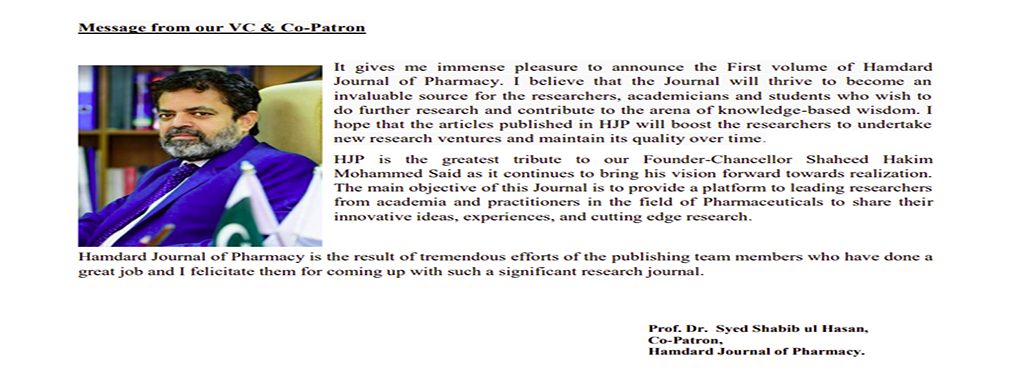 Message from our VC & Co-Patron
It gives me immense pleasure to announce the First volume of Hamdard
Journal of Pharmacy. I believe that the Journal will thrive to become an
invaluable source for the researchers, academicians and students who wish to
do further research and contribute to the arena of knowledge-based wisdom. I
hope that the articles published in HJP will boost the researchers to undertake
new research ventures and maintain its quality over time.
HJP is the greatest tribute to our Founder-Chancellor Shaheed Hakim
Mohammed Said as it continues to bring his vision forward towards realization.
The main objective of this Journal is to provide a platform to leading researchers
from academia and practitioners in the field of Pharmaceuticals to share their
innovative ideas, experiences, and cutting edge research.
Hamdard Journal of Pharmacy is the result of tremendous efforts of the publishing team members who have done a
great job and I felicitate them for coming up with such a significant research journal.
Prof. Dr. Syed Shabib ul Hasan,
Co-Patron,
Hamdard Journal of Pharmacy.